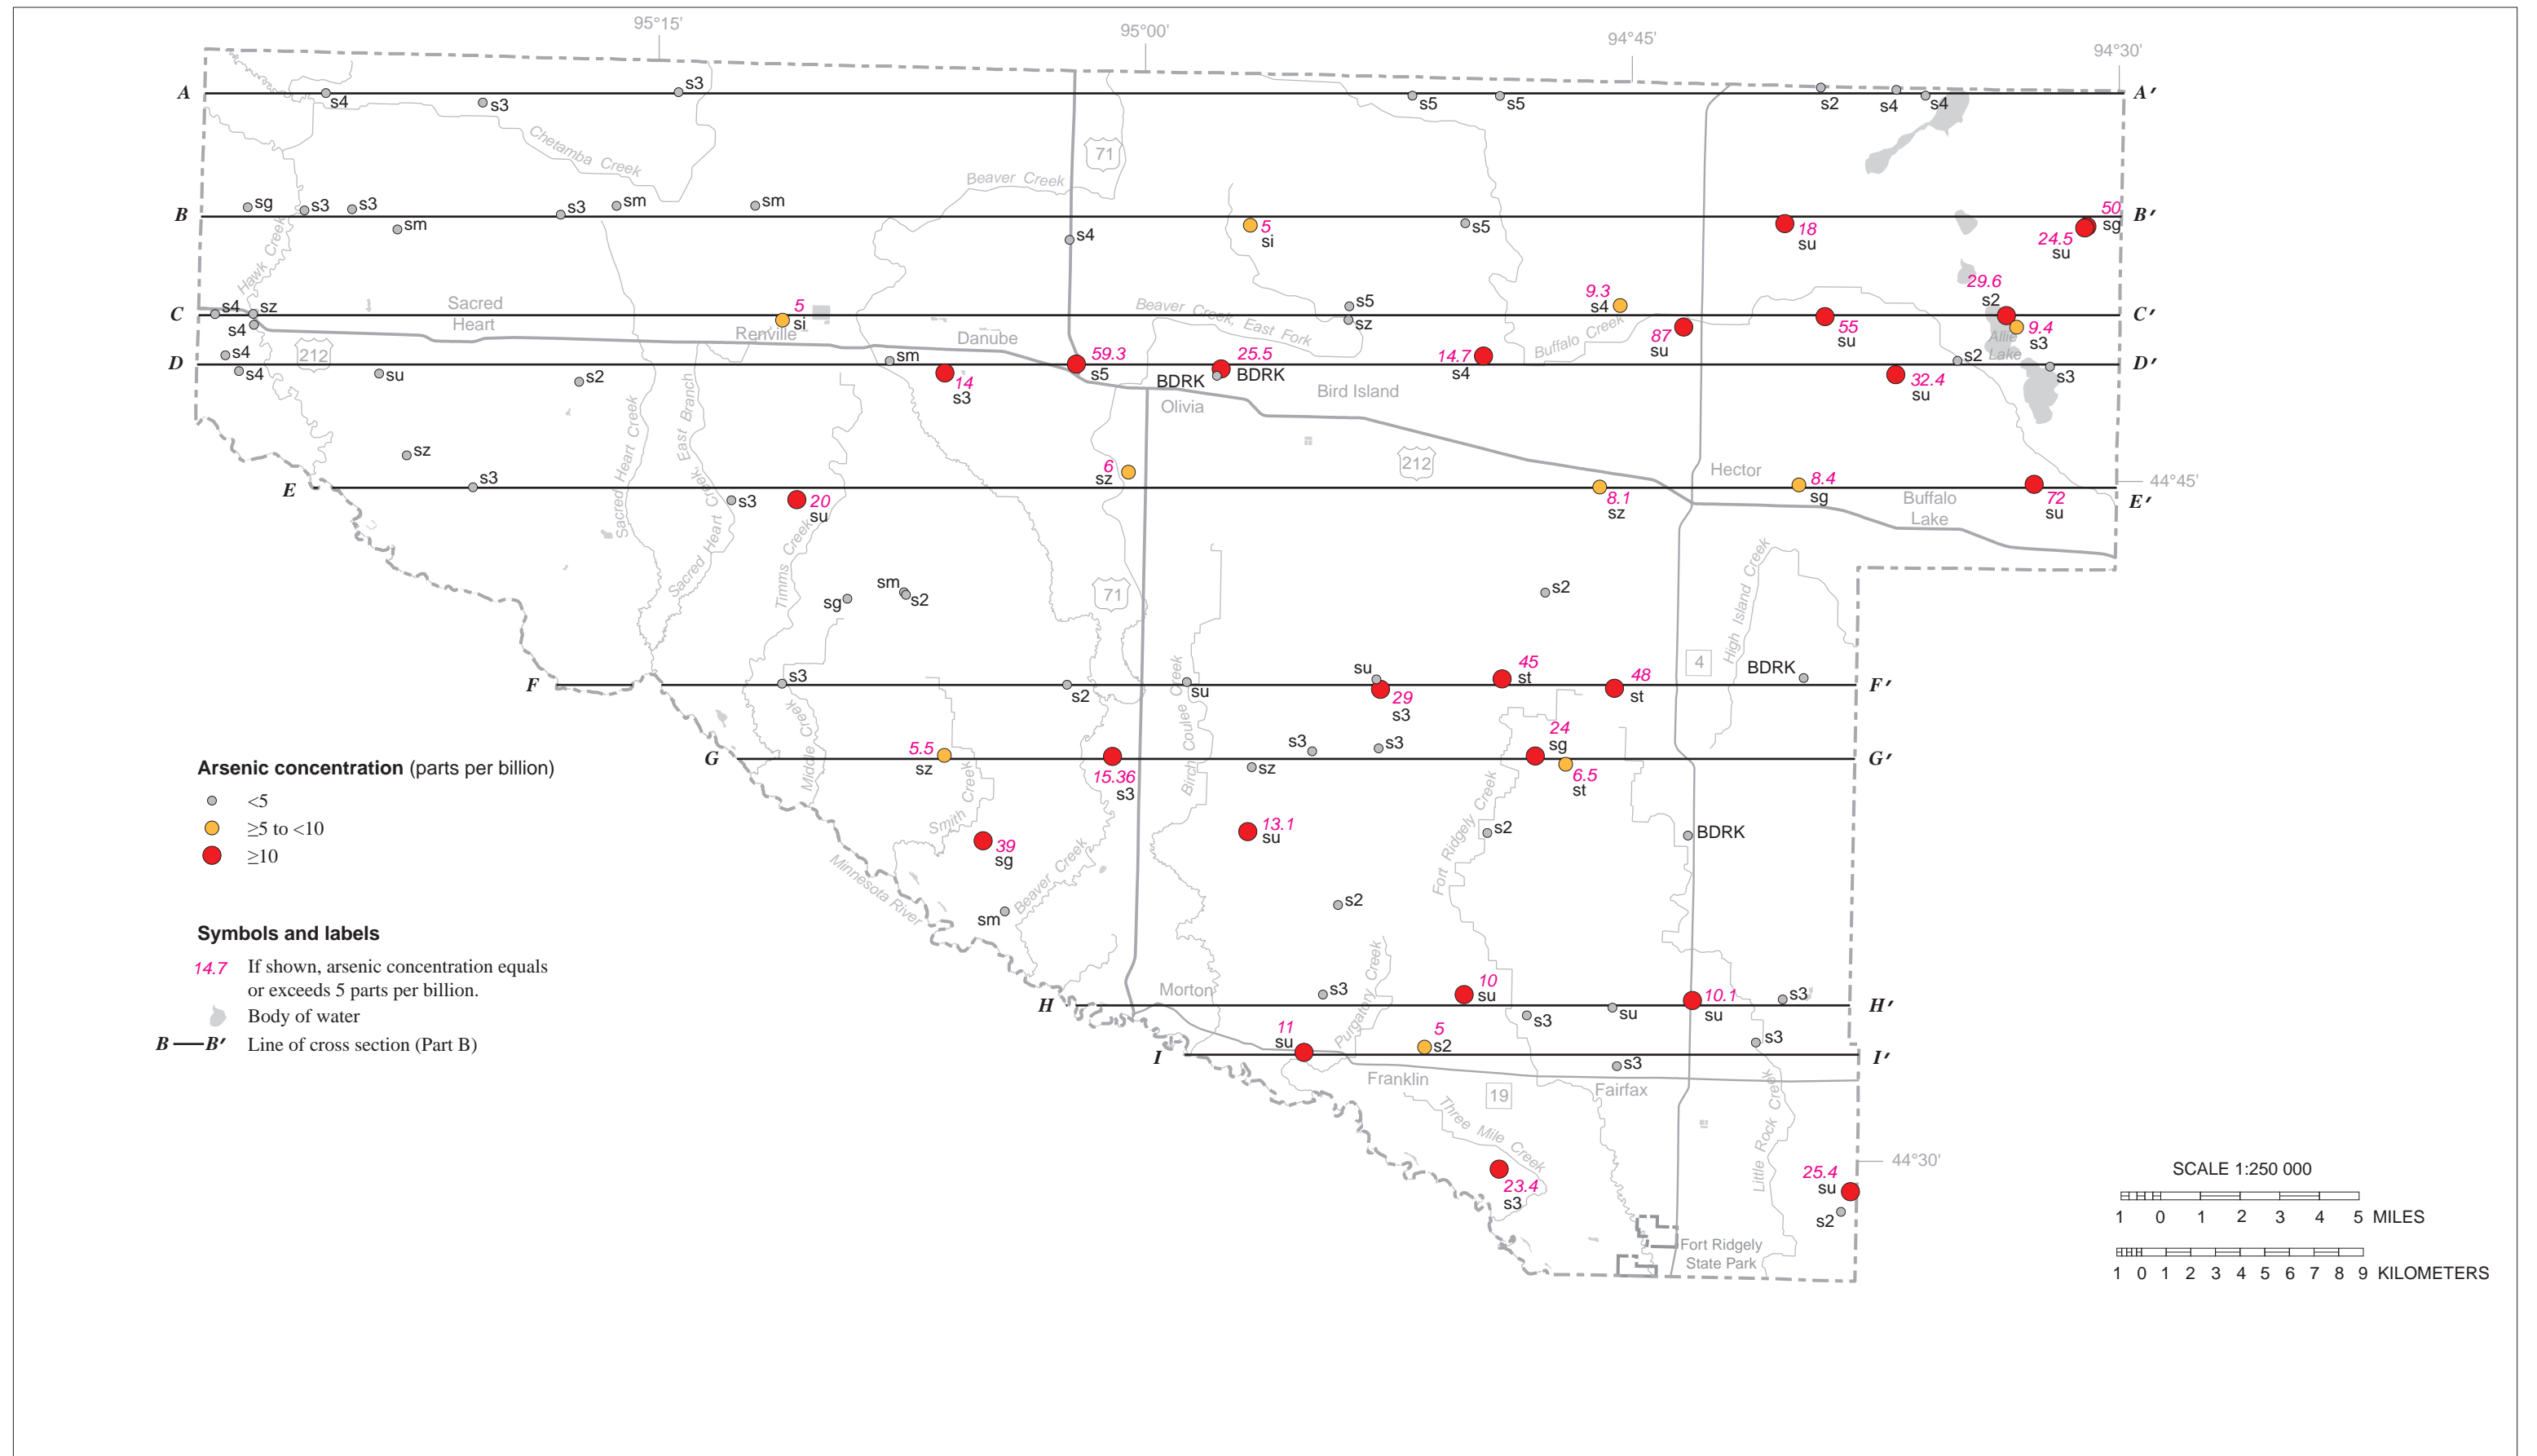 95°15′
95°00′
94°45′
94°30′
A
s4
s3
s3
s5
s5
s2
s4
s4
A′
Chetamba Creek
71
Beaver Creek
B
sg
s3
s3
sm
s3
sm
sm
s4
5
si
s5
18
su
50
sg
24.5
su
B′
Hawk Creek
C
s4
sz
s4
Sacred
Heart
5
si
Renville
Danube
Beaver Creek, East Fork
s5
sz
9.3
s4
Buffalo Creek
87
su
55
su
29.6
s2
9.4
s3
Allie
Lake
C′
D
s4
s4
212
su
s2
sm
14
s3
59.3
s5
25.5
BDRK
BDRK
14.7
s4
s2
32.4
su
s3
D′
Olivia
Bird Island
Sacred Heart Creek
Sacred Heart Creek, East Branch
sz
E
s3
s3
20
su
6
sz
212
8.1
sz
Hector
8.4
sg
Buffalo
Lake
72
su
44°45′
E′
Timms Creek
sg
sm
s2
71
s2
High Island Creek
F
s3
s2
su
su
29
s3
45
st
48
st
4
BDRK
F′
Middle Creek
Birch Coulee Creek
G
5.5
sz
15.36
s3
sz
s3
s3
24
sg
6.5
st
G′
Smith Creek
39
sg
13.1
su
Fort Ridgely Creek
s2
BDRK
Minnesota River
Beaver Creek
sm
s2
Purgatory Creek
H
Morton
s3
10
su
s3
su
10.1
su
s3
H′
I
11
su
5
s2
s3
s3
I′
Franklin
19
Fairfax
Three Mile Creek
Little Rock Creek
44°30′
23.4
s3
25.4
su
s2
Fort Ridgely
State Park
Arsenic concentration (parts per billion)
<5
≥5 to <10
≥10
Symbols and labels
14.7 If shown, arsenic concentration equals
or exceeds 5 parts per billion.
Body of water
B — B′ Line of cross section (Part B)
SCALE 1:250 000
1 0 1 2 3 4 5 MILES
1 0 1 2 3 4 5 6 7 8 9 KILOMETERS